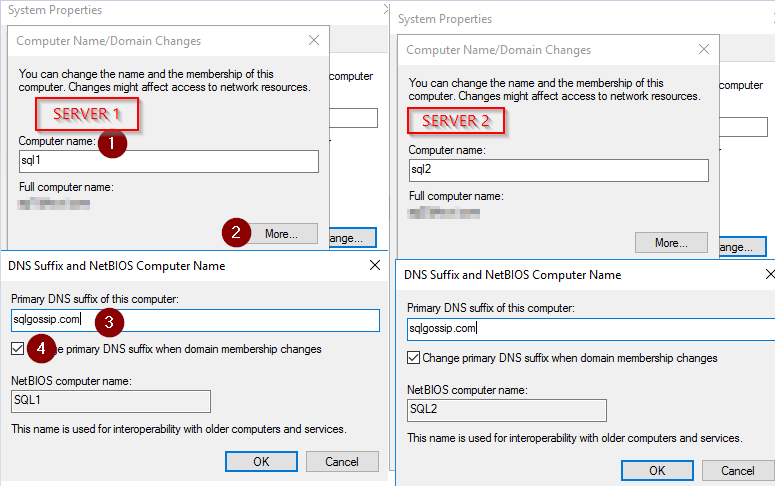 System Properties
Computer Name/Domain Changes
You can change the name and the membership of this
computer. Changes might affect access to network resources.
computer
SERVER 1
Computer name:
1
sql1
Full computer name:
2
More...
ange...
DNS Suffix and NetBIOS Computer Name
Primary DNS suffix of this computer:
sqlgossip.com
3
4
primary DNS suffix when domain membership changes
NetBIOS computer name:
SQL1
This name is used for interoperability with older computers and services.
OK
Cancel
System Properties
Computer Name/Domain Changes
You can change the name and the membership of this
computer. Changes might affect access to network resources.
computer
SERVER 2
Computer name:
sql2
Full computer name:
More...
ange...
DNS Suffix and NetBIOS Computer Name
Primary DNS suffix of this computer:
sqlgossip.com
Change primary DNS suffix when domain membership changes
NetBIOS computer name:
SQL2
This name is used for interoperability with older computers and services.
OK
Cancel